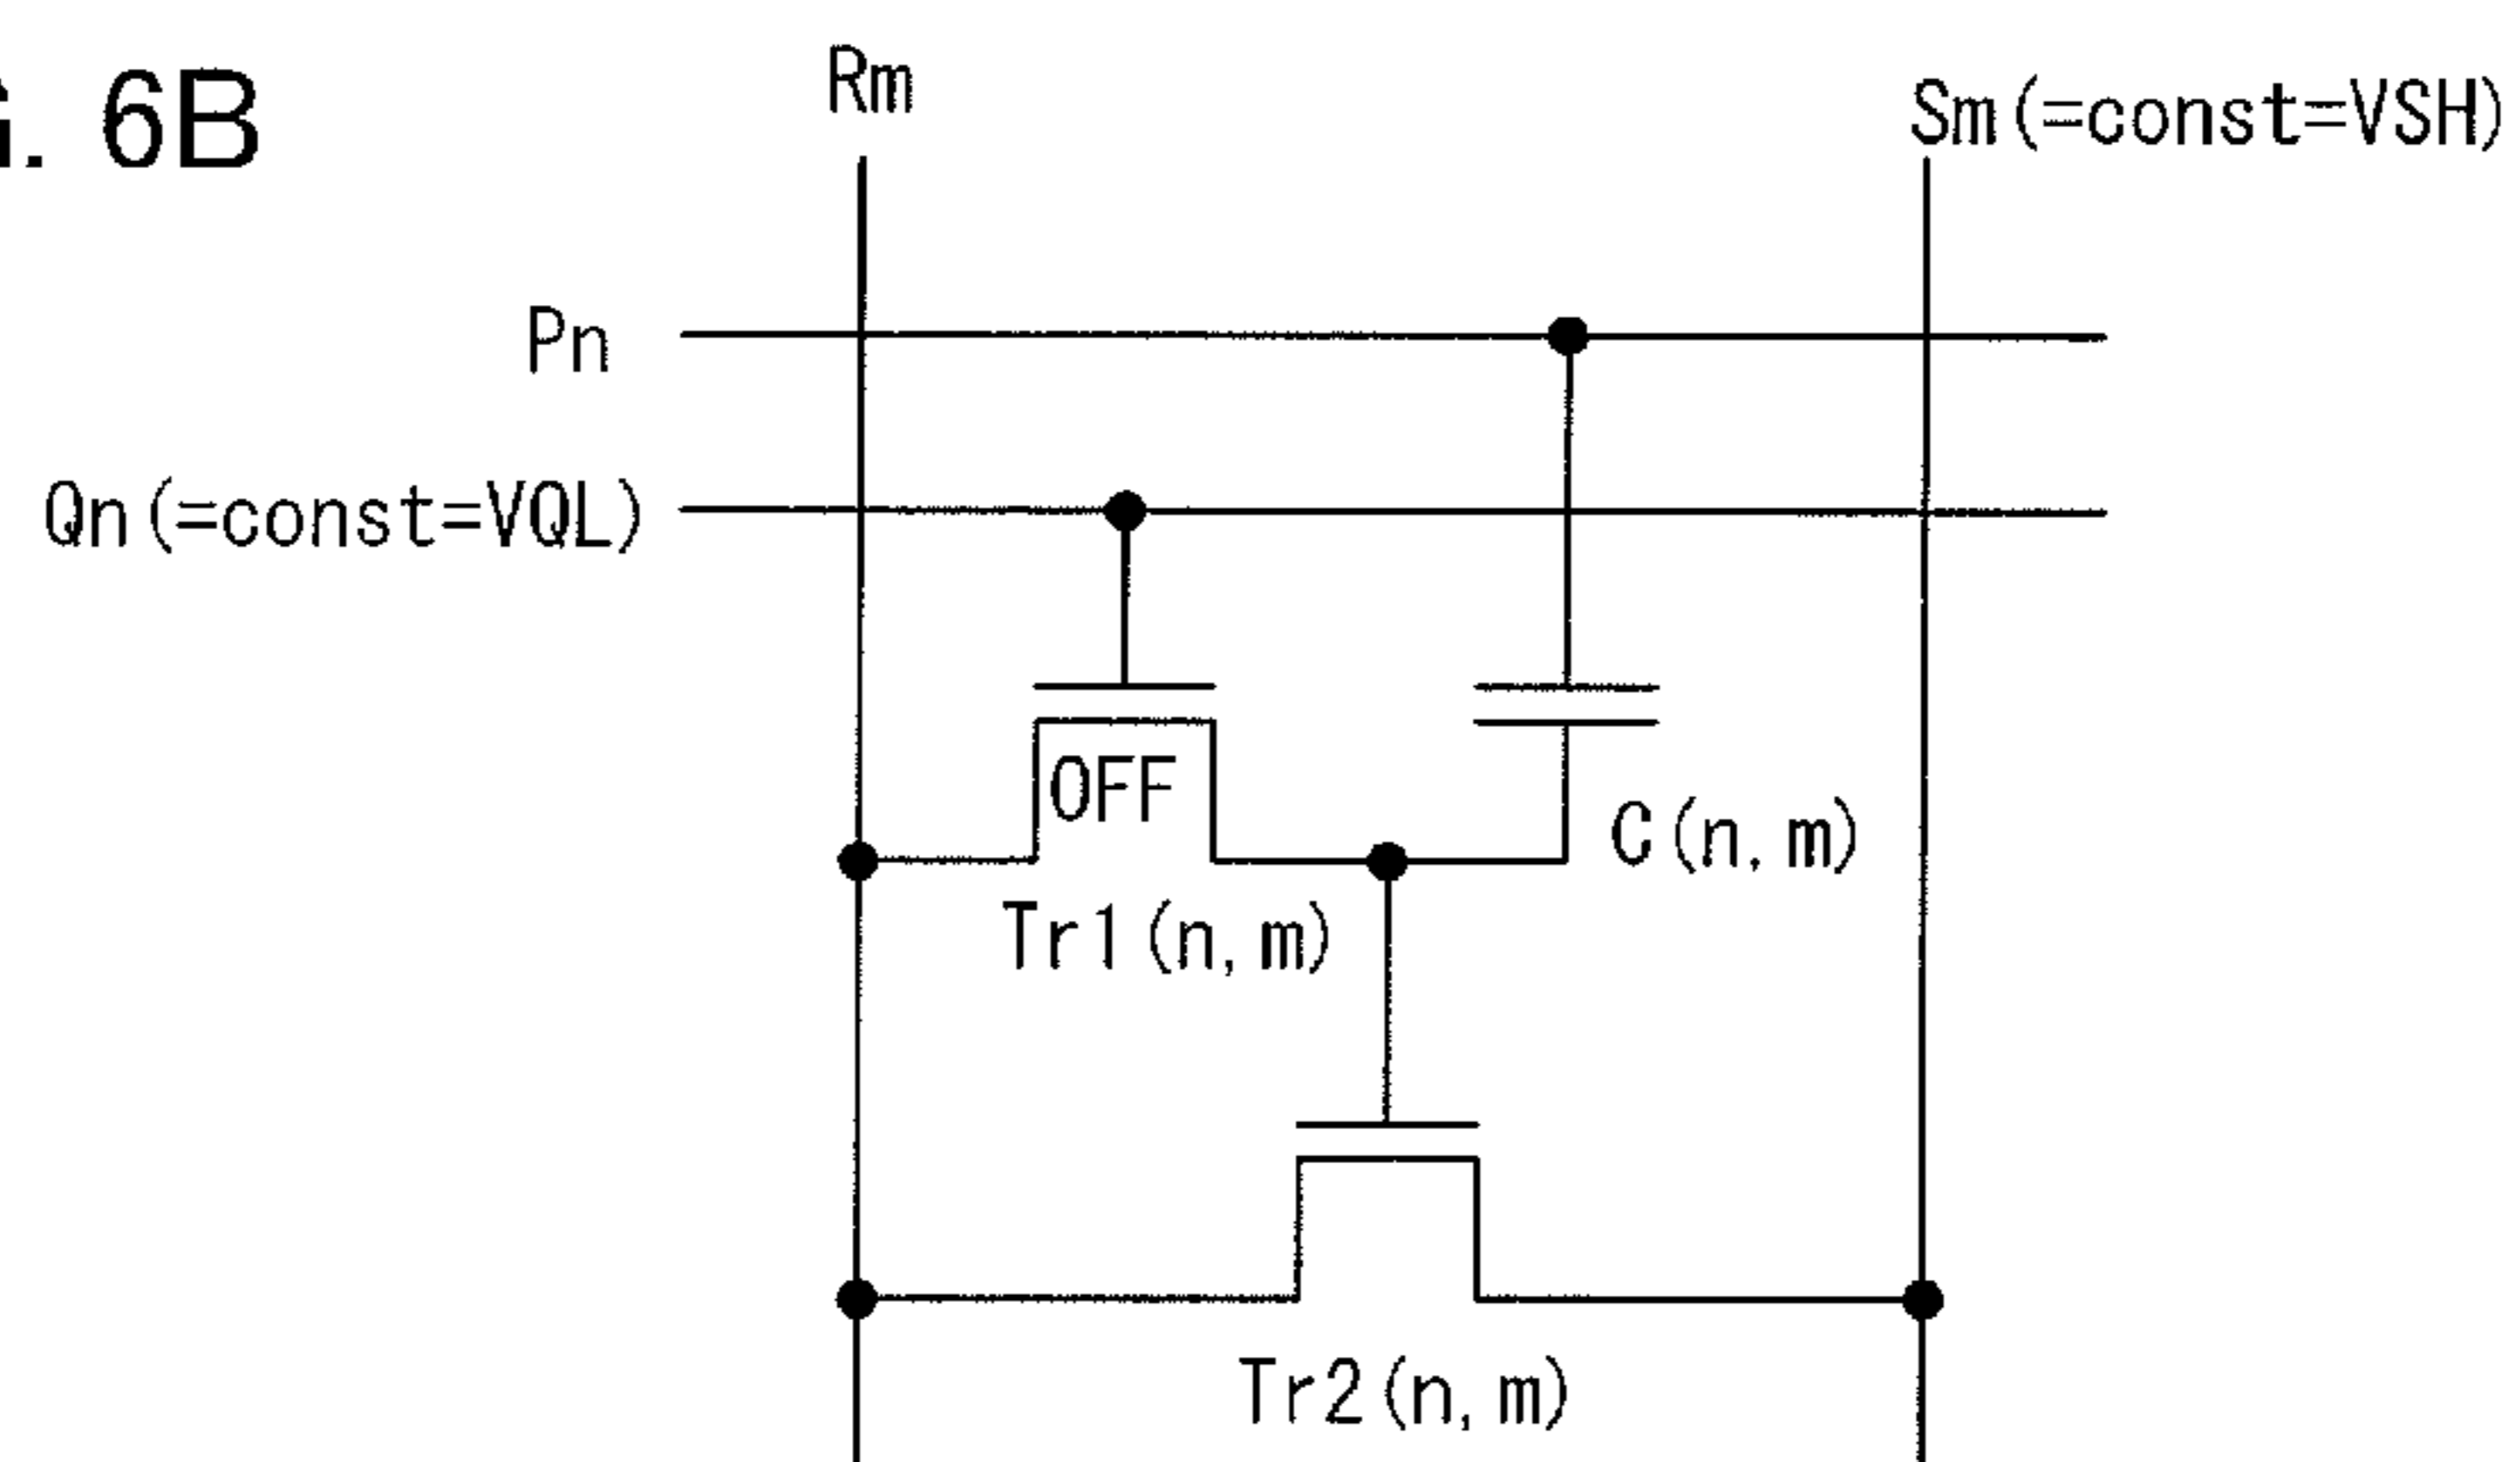 . 6B
Rm
Sm(=const=VSH)
Pn
Qn(=const=VQL)
OFF
C(n,m)
Tr1(n,m)
Tr2(n,m)